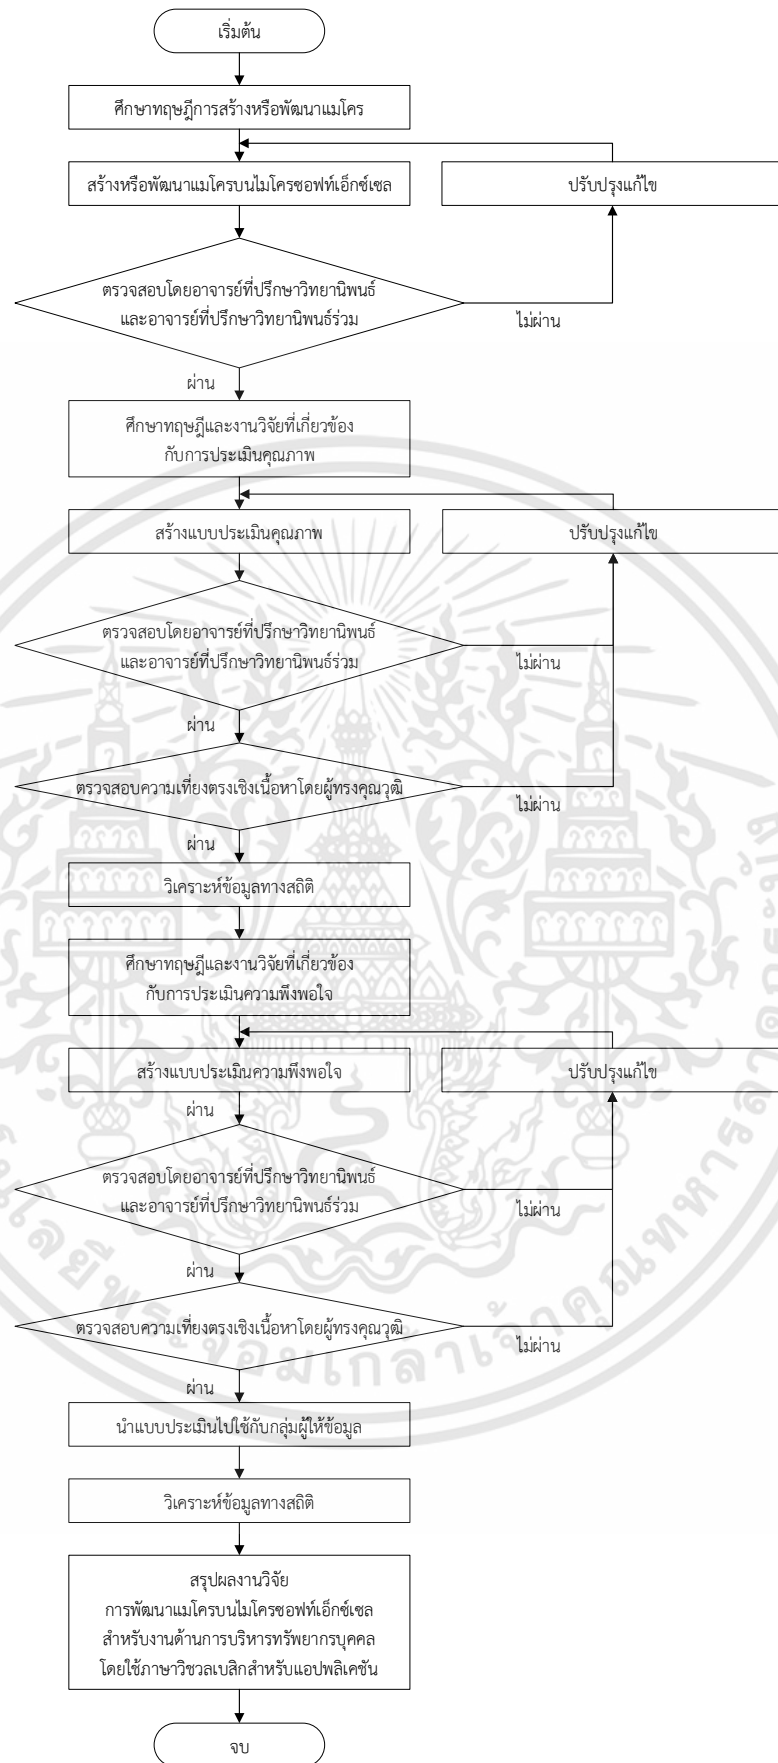 เริ่มต้น
ศึกษาทฤษฎีการสร้างหรือพัฒนาแมโคร
สร้างหรือพัฒนาแมโครบนไมโครซอฟท์เอ็กซ์เซล
ปรับปรุงแก้ไข
ตรวจสอบโดยอาจารย์ที่ปรึกษาวิทยานิพนธ์
และอาจารย์ที่ปรึกษาวิทยานิพนธ์ร่วม
ไม่ผ่าน
ผ่าน
ศึกษาทฤษฎีและงานวิจัยที่เกี่ยวข้อง
กับการประเมินคุณภาพ
สร้างแบบประเมินคุณภาพ
ปรับปรุงแก้ไข
ตรวจสอบโดยอาจารย์ที่ปรึกษาวิทยานิพนธ์
และอาจารย์ที่ปรึกษาวิทยานิพนธ์ร่วม
ไม่ผ่าน
ผ่าน
ตรวจสอบความเที่ยงตรงเชิงเนื้อหาโดยผู้ทรงคุณวุฒิ
ไม่ผ่าน
ผ่าน
วิเคราะห์ข้อมูลทางสถิติ
ศึกษาทฤษฎีและงานวิจัยที่เกี่ยวข้อง
กับการประเมินความพึงพอใจ
สร้างแบบประเมินความพึงพอใจ
ปรับปรุงแก้ไข
ผ่าน
ตรวจสอบโดยอาจารย์ที่ปรึกษาวิทยานิพนธ์
และอาจารย์ที่ปรึกษาวิทยานิพนธ์ร่วม
ไม่ผ่าน
ผ่าน
ตรวจสอบความเที่ยงตรงเชิงเนื้อหาโดยผู้ทรงคุณวุฒิ
ไม่ผ่าน
ผ่าน
นำแบบประเมินไปใช้กับกลุ่มผู้ให้ข้อมูล
วิเคราะห์ข้อมูลทางสถิติ
สรุปผลงานวิจัย
การพัฒนาแมโครบนไมโครซอฟท์เอ็กซ์เซล
สำหรับงานด้านการบริหารทรัพยากรบุคคล
โดยใช้ภาษาวิชวลเบสิกสำหรับแอปพลิเคชัน
จบ